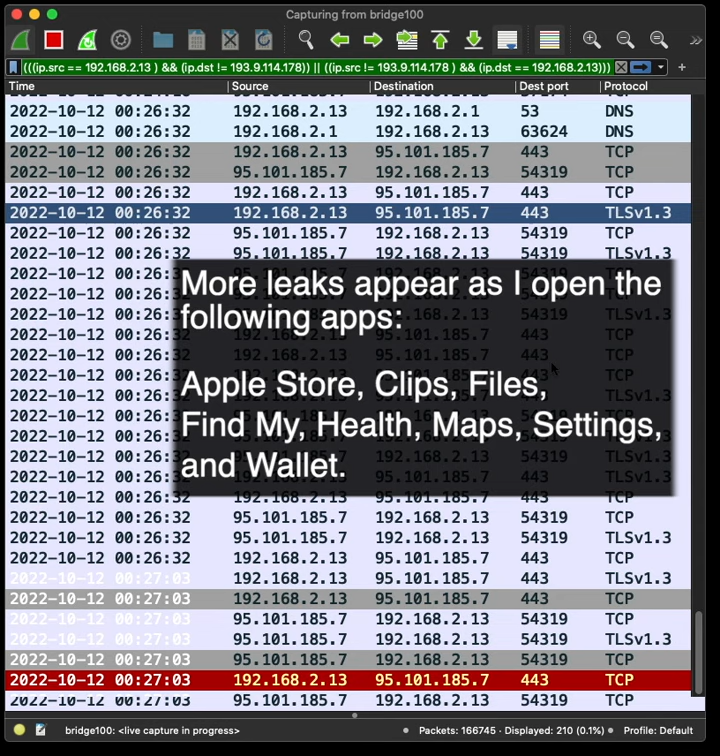 Capturing from bridge100
(((ip.src == 192.168.2.13 ) && (ip.dst != 193.9.114.178)) || ((ip.src != 193.9.114.178 ) && (ip.dst == 192.168.2.13)))
Time Source Destination Dest port Protocol
2022-10-12 00:26:32 192.168.2.13 192.168.2.1 53 DNS
2022-10-12 00:26:32 192.168.2.1 192.168.2.13 63624 DNS
2022-10-12 00:26:32 192.168.2.13 95.101.185.7 443 TCP
2022-10-12 00:26:32 95.101.185.7 192.168.2.13 54319 TCP
2022-10-12 00:26:32 192.168.2.13 95.101.185.7 443 TCP
2022-10-12 00:26:32 192.168.2.13 95.101.185.7 443 TLSv1.3
2022-10-12 00:26:32 95.101.185.7 192.168.2.13 54319 TCP
2022-10-12 00:26:32 95.101.185.7 192.168.2.13 54319 TLSv1.3
More leaks appear as I open the
following apps:
Apple Store, Clips, Files,
Find My, Health, Maps, Settings,
and Wallet.
2022-10-12 00:26:32 192.168.2.13 95.101.185.7 443 TCP
2022-10-12 00:26:32 95.101.185.7 192.168.2.13 54319 TCP
2022-10-12 00:26:32 95.101.185.7 192.168.2.13 54319 TLSv1.3
2022-10-12 00:26:32 192.168.2.13 95.101.185.7 443 TCP
2022-10-12 00:27:03 192.168.2.13 95.101.185.7 443 TLSv1.3
2022-10-12 00:27:03 192.168.2.13 95.101.185.7 443 TCP
2022-10-12 00:27:03 95.101.185.7 192.168.2.13 54319 TCP
2022-10-12 00:27:03 95.101.185.7 192.168.2.13 54319 TLSv1.3
2022-10-12 00:27:03 95.101.185.7 192.168.2.13 54319 TCP
2022-10-12 00:27:03 192.168.2.13 95.101.185.7 443 TCP
2022-10-12 00:27:03 95.101.185.7 192.168.2.13 54319 TCP
bridge100: <live capture in progress> Packets: 166745 · Displayed: 210 (0.1%) Profile: Default